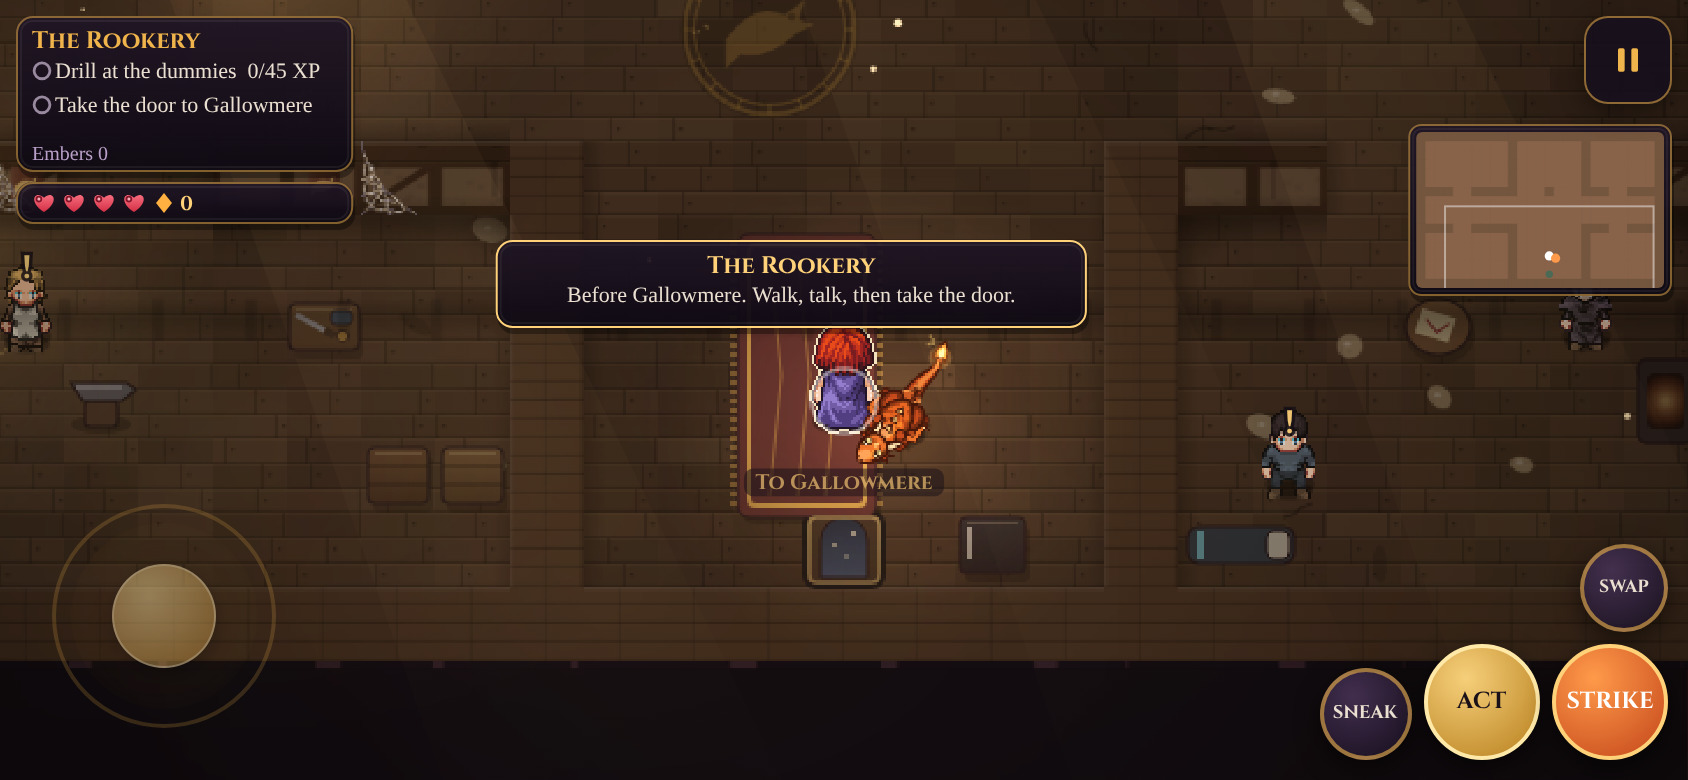 THE ROOKERY
Drill at the dummies 0/45 XP
Take the door to Gallowmere
Embers 0
0
THE ROOKERY
Before Gallowmere. Walk, talk, then take the door.
TO GALLOWMERE
SWAP
SNEAK
ACT
STRIKE